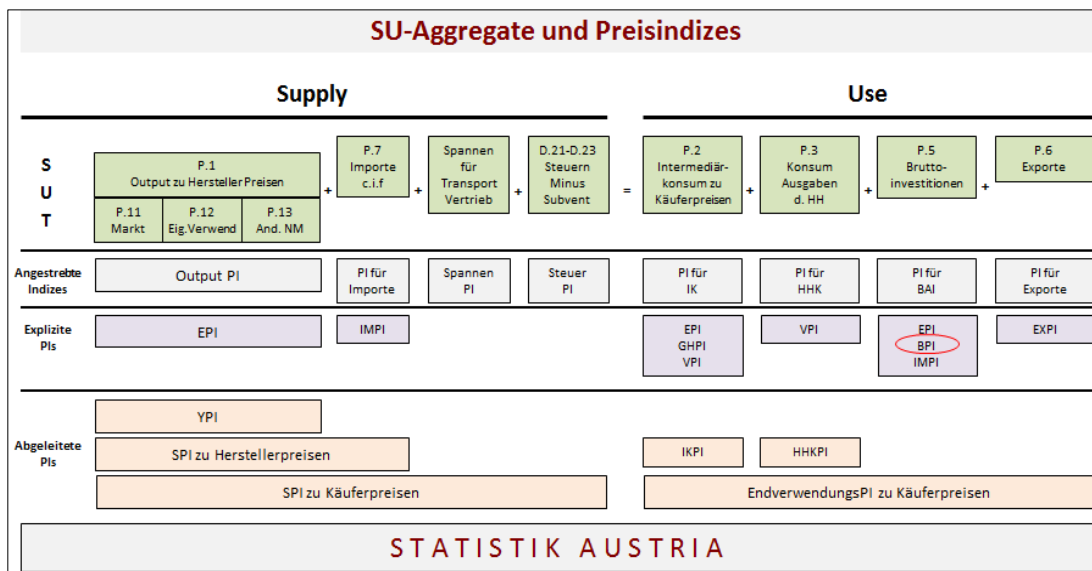 SU-Aggregate und Preisindizes
Supply
Use
S
U
T
P.1
Output zu Hersteller Preisen
P.11
Markt
P.12
Eig.Verwend
P.13
And. NM
+
P.7
Importe
c.i.f
+
Spannen
für
Transport
Vertrieb
+
D.21-D.23
Steuern
Minus
Subvent
=
P.2
Intermediär-
konsum zu
Käuferpreisen
+
P.3
Konsum
Ausgaben
d. HH
+
P.5
Brutto-
investitionen
+
P.6
Exporte
Angestrebte
Indizes
Output PI
PI für
Importe
Spannen
PI
Steuer
PI
PI für
IK
PI für
HHK
PI für
BAI
PI für
Exporte
Explizite
PIs
EPI
IMPI
EPI
GHPI
VPI
VPI
EPI
BPI
IMPI
EXPI
Abgeleitete
PIs
YPI
SPI zu Herstellerpreisen
IKPI
HHKPI
SPI zu Käuferpreisen
EndverwendungsPI zu Käuferpreisen
STATISTIK AUSTRIA